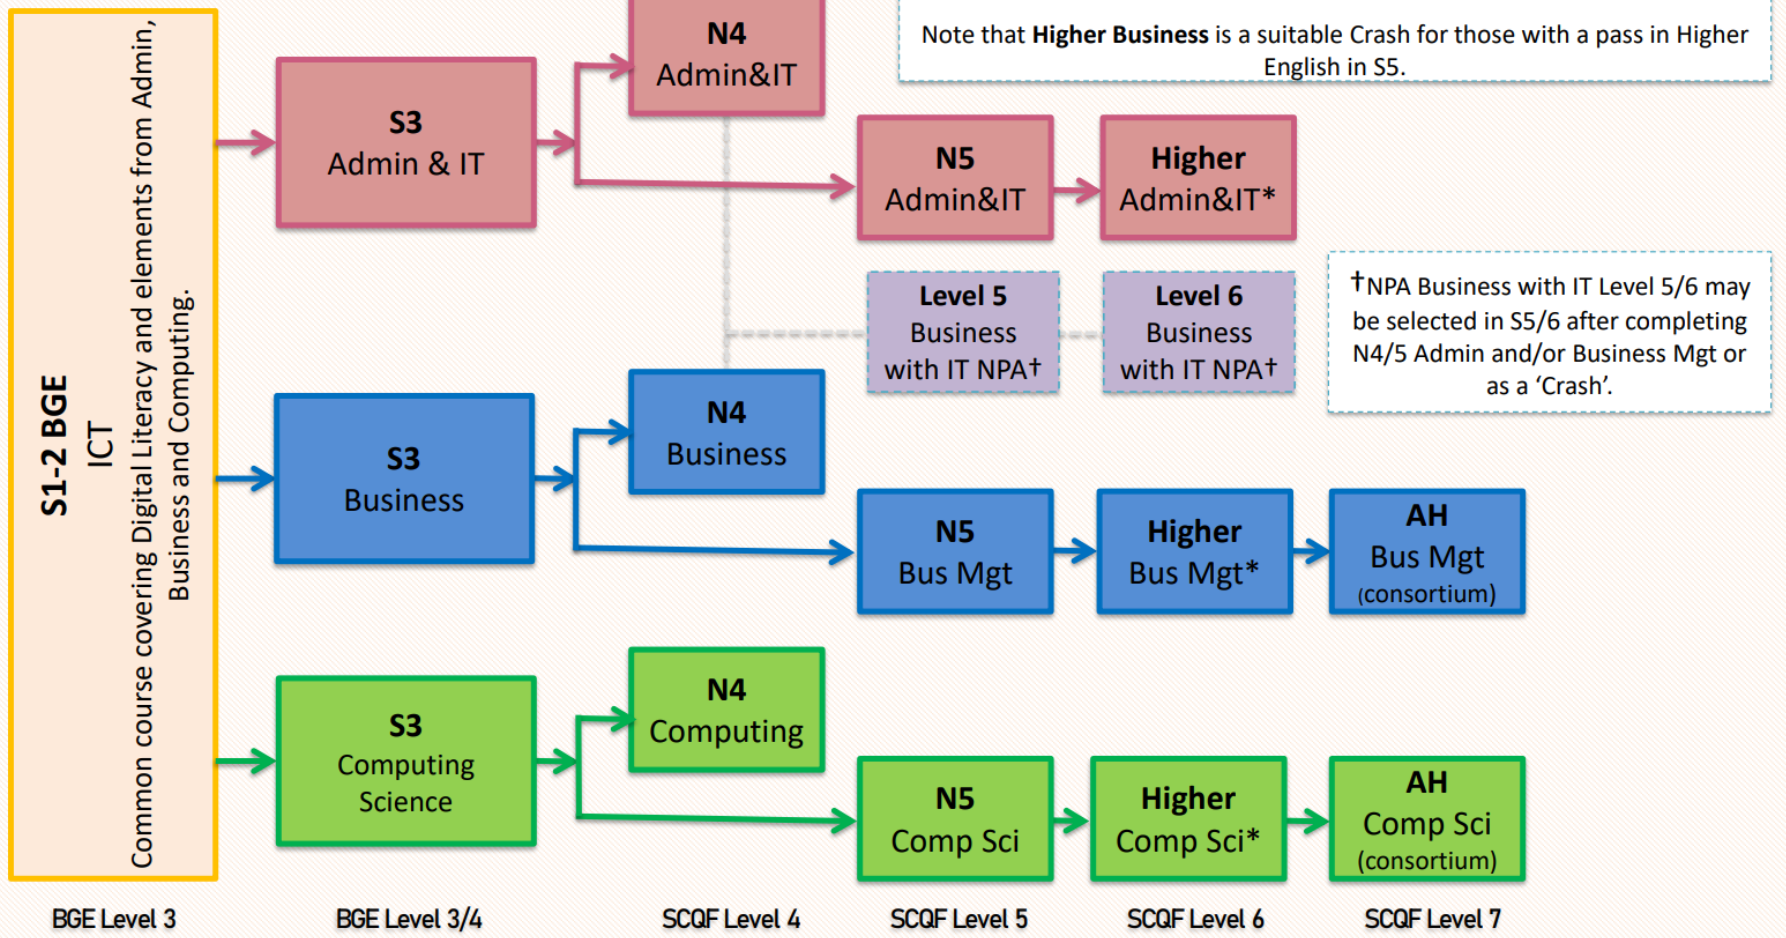 S1-2 BGE
ICT
Common course covering Digital Literacy and elements from Admin,
Business and Computing.
N4
Admin&IT
Note that Higher Business is a suitable Crash for those with a pass in Higher
English in S5.
S3
Admin & IT
N5
Admin&IT
Higher
Admin&IT*
Level 5
Business
with IT NPA†
Level 6
Business
with IT NPA†
†NPA Business with IT Level 5/6 may
be selected in S5/6 after completing
N4/5 Admin and/or Business Mgt or
as a ‘Crash’.
N4
Business
S3
Business
N5
Bus Mgt
Higher
Bus Mgt*
AH
Bus Mgt
(consortium)
N4
Computing
S3
Computing
Science
N5
Comp Sci
Higher
Comp Sci*
AH
Comp Sci
(consortium)
BGE Level 3
BGE Level 3/4
SCQF Level 4
SCQF Level 5
SCQF Level 6
SCQF Level 7